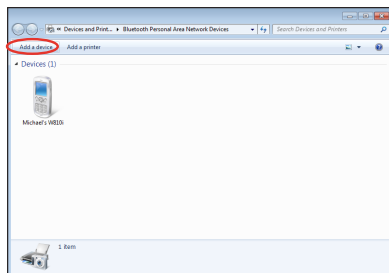 « Devices and Print... ▸ Bluetooth Personal Area Network Devices
Search Devices and Printers
Add a device Add a printer
Devices (1)
Michael's W810i
1 item